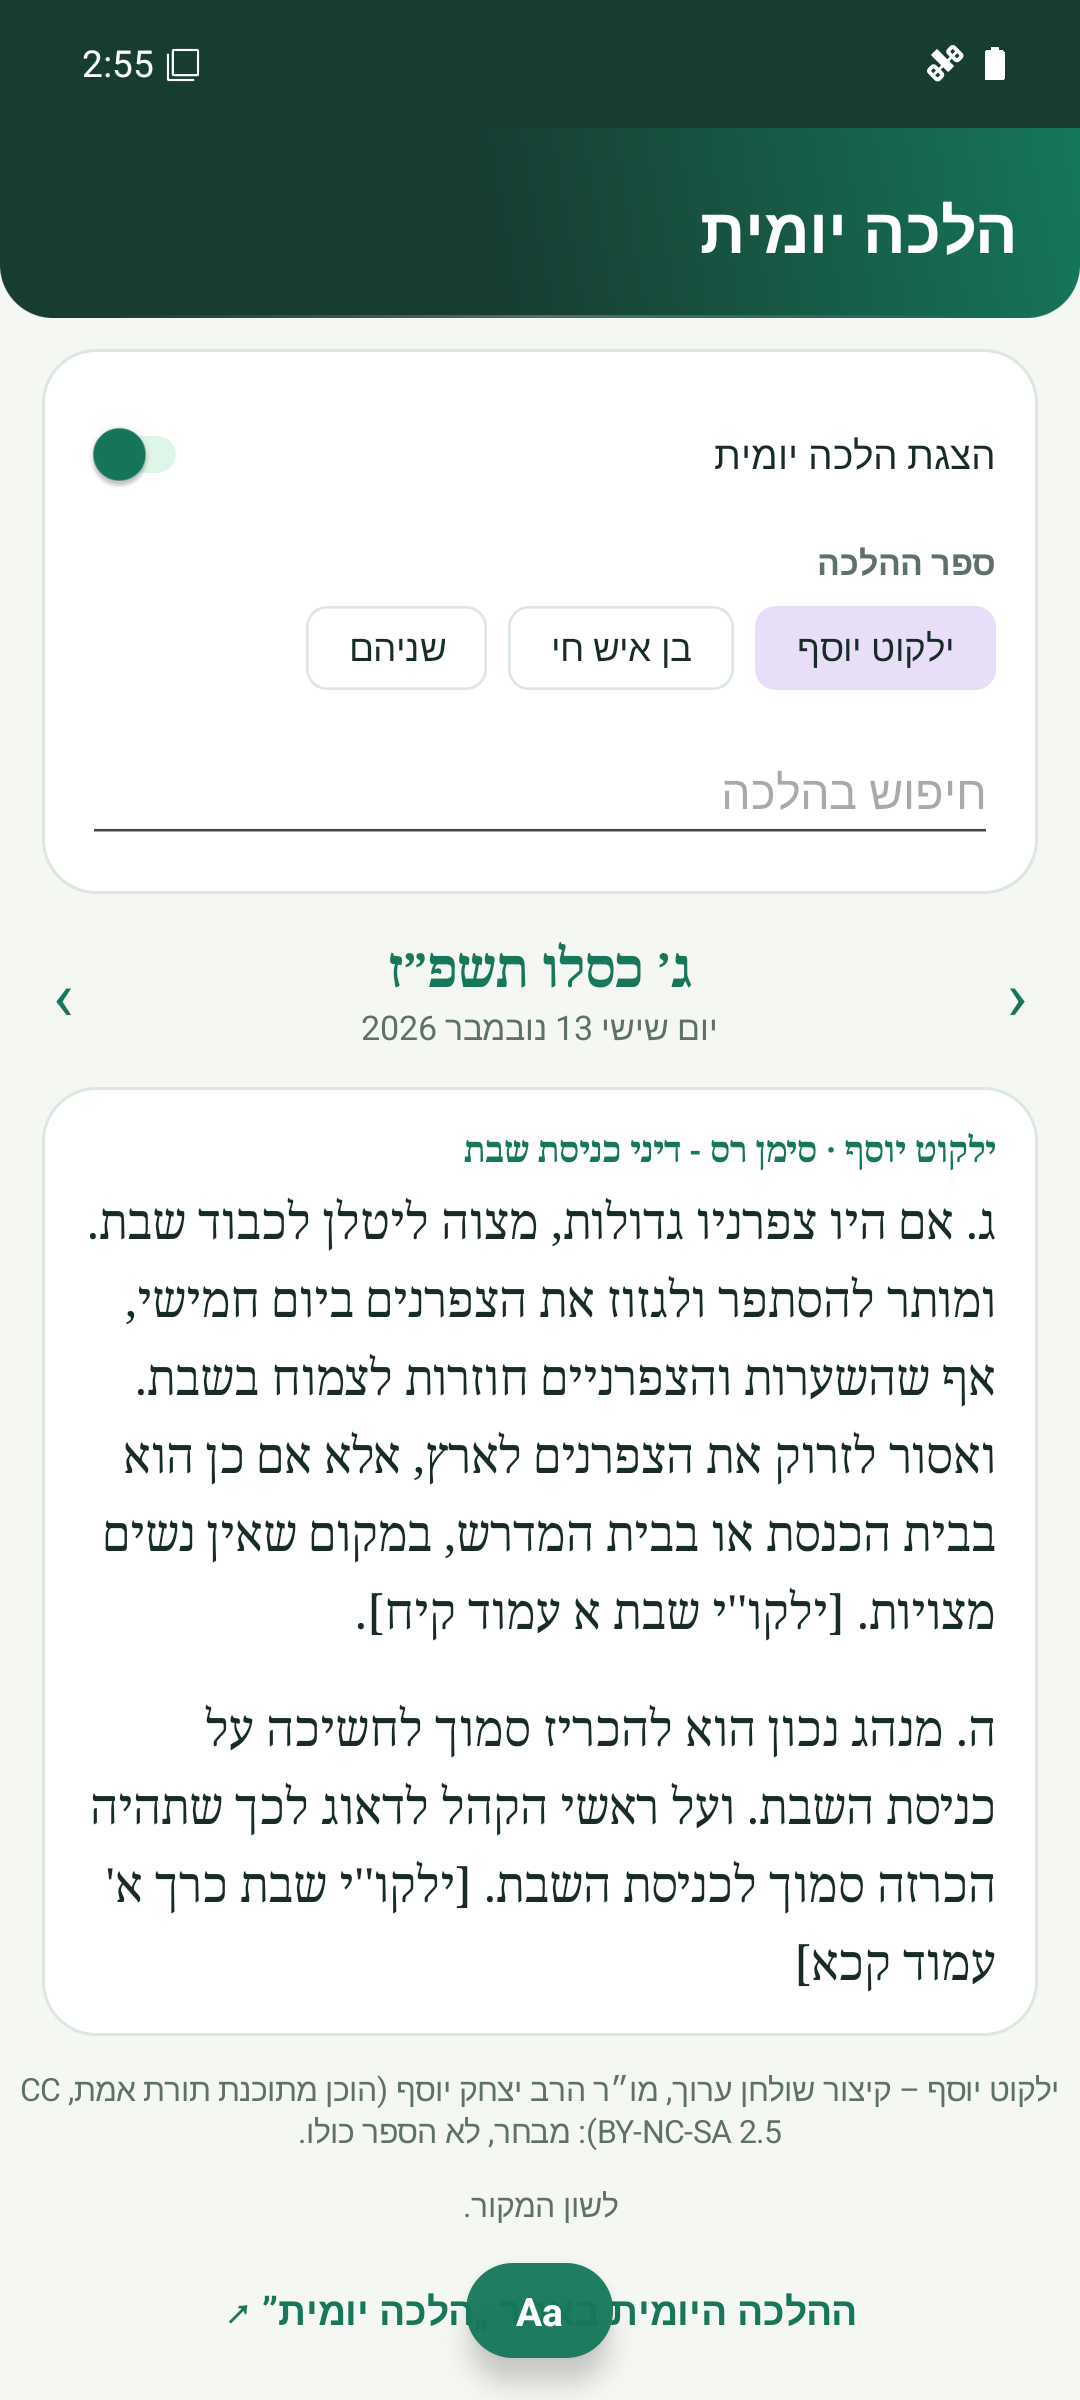 2:55
הלכה יומית
הצגת הלכה יומית
ספר ההלכה
ילקוט יוסף
בן איש חי
שניהם
חיפוש בהלכה
ג׳ כסלו תשפ״ז
יום שישי 13 נובמבר 2026
ילקוט יוסף · סימן רס - דיני כניסת שבת
ג. אם היו צפרניו גדולות, מצוה ליטלן לכבוד שבת.
ומותר להסתפר ולגזוז את הצפרנים ביום חמישי,
אף שהשערות והצפרניים חוזרות לצמוח בשבת.
ואסור לזרוק את הצפרנים לארץ, אלא אם כן הוא
בבית הכנסת או בבית המדרש, במקום שאין נשים
מצויות. [ילקו''י שבת א עמוד קיח].
ה. מנהג נכון הוא להכריז סמוך לחשיכה על
כניסת השבת. ועל ראשי הקהל לדאוג לכך שתהיה
הכרזה סמוך לכניסת השבת. [ילקו''י שבת כרך א'
עמוד קכא]
ילקוט יוסף – קיצור שולחן ערוך, מו״ר הרב יצחק יוסף (הוכן מתוכנת תורת אמת, CC
BY-NC-SA 2.5): מבחר, לא הספר כולו.
לשון המקור.
ההלכה היומית „הלכה יומית” ↗
Aa